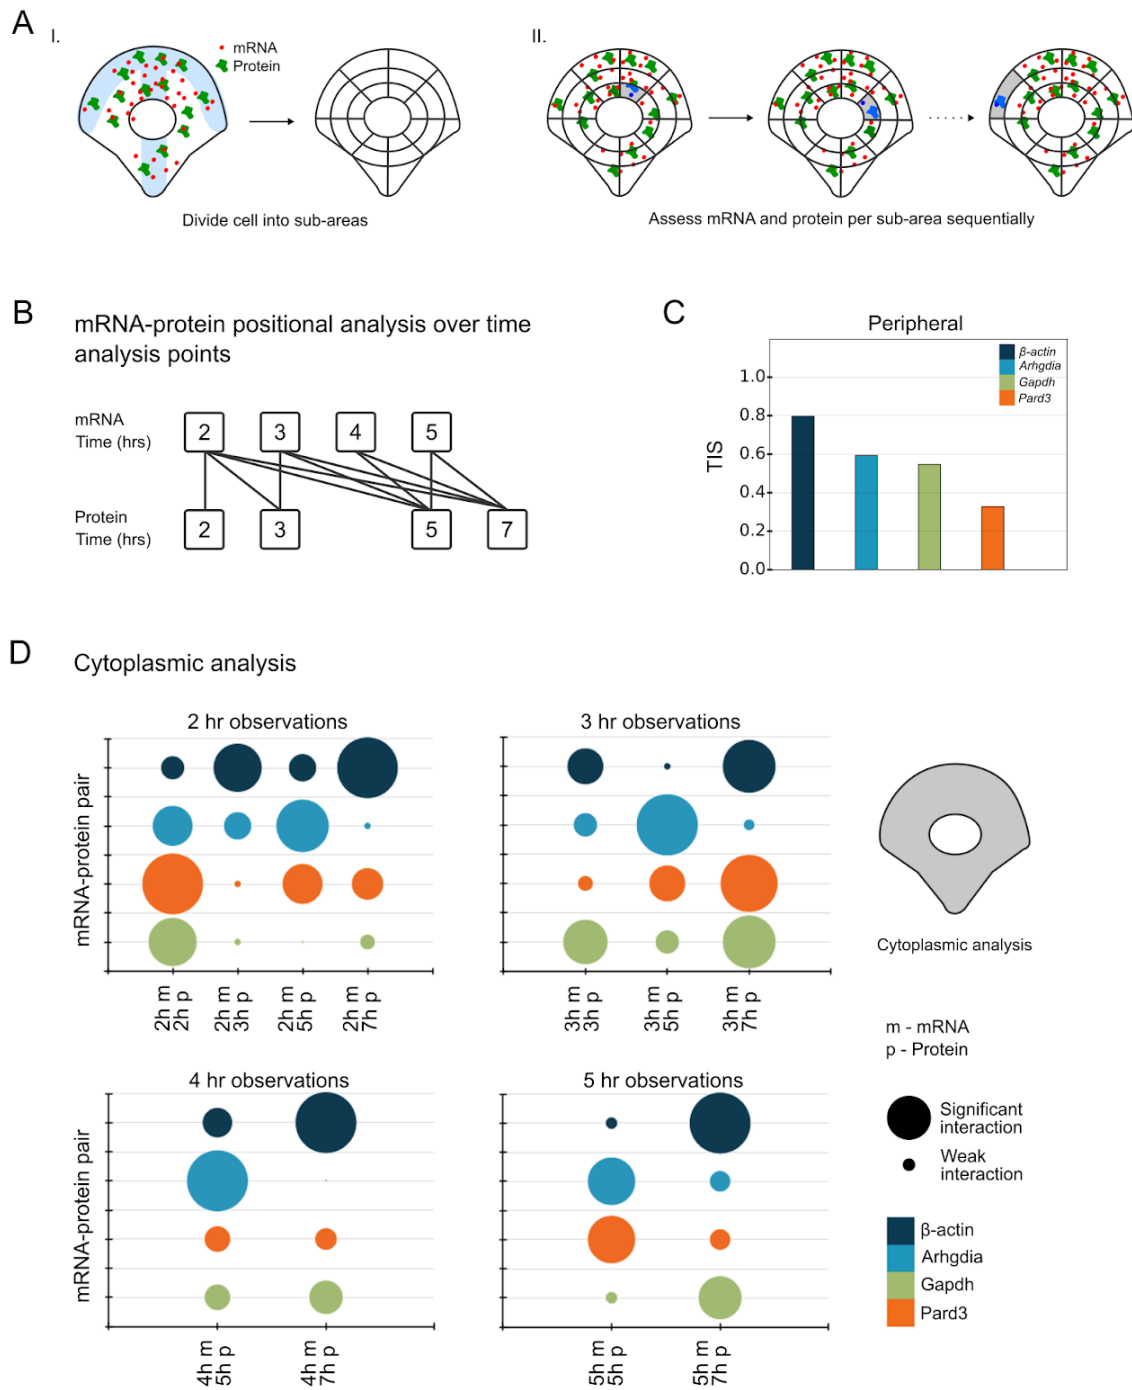 A
I.
mRNA
Protein
Divide cell into sub-areas
II.
Assess mRNA and protein per sub-area sequentially
B
mRNA-protein positional analysis over time
analysis points
mRNA
Time (hrs)
2 3 4 5
Protein
Time (hrs)
2 3 5 7
C
Peripheral
β-actin
Arhgdia
Gapdh
Pard3
TIS
1.0
0.8
0.6
0.4
0.2
0.0
D
Cytoplasmic analysis
2 hr observations
mRNA-protein pair
2h m
2h p
2h m
3h p
2h m
5h p
2h m
7h p
3 hr observations
3h m
3h p
3h m
5h p
3h m
7h p
Cytoplasmic analysis
m - mRNA
p - Protein
4 hr observations
mRNA-protein pair
4h m
5h p
4h m
7h p
5 hr observations
5h m
5h p
5h m
7h p
Significant
interaction
Weak
interaction
β-actin
Arhgdia
Gapdh
Pard3